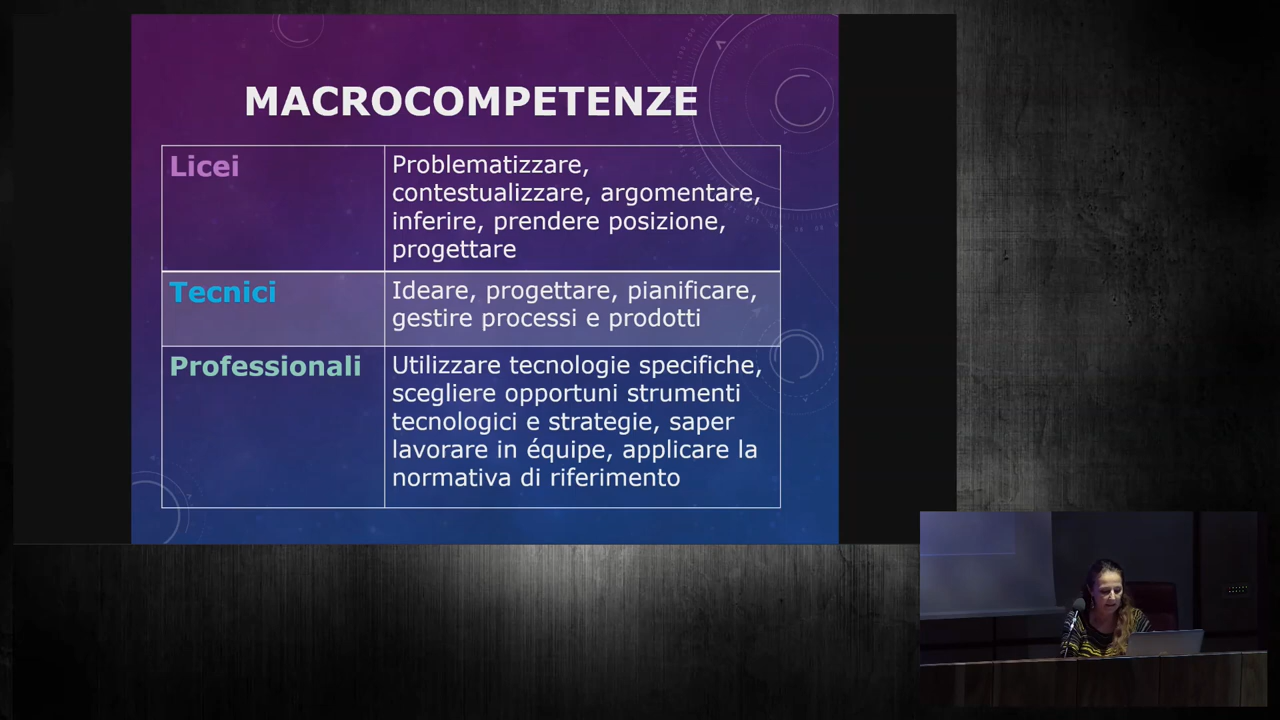 MACROCOMPETENZE
Licei
Problematizzare,
contestualizzare, argomentare,
inferire, prendere posizione,
progettare
Tecnici
Ideare, progettare, pianificare,
gestire processi e prodotti
Professionali
Utilizzare tecnologie specifiche,
scegliere opportuni strumenti
tecnologici e strategie, saper
lavorare in équipe, applicare la
normativa di riferimento